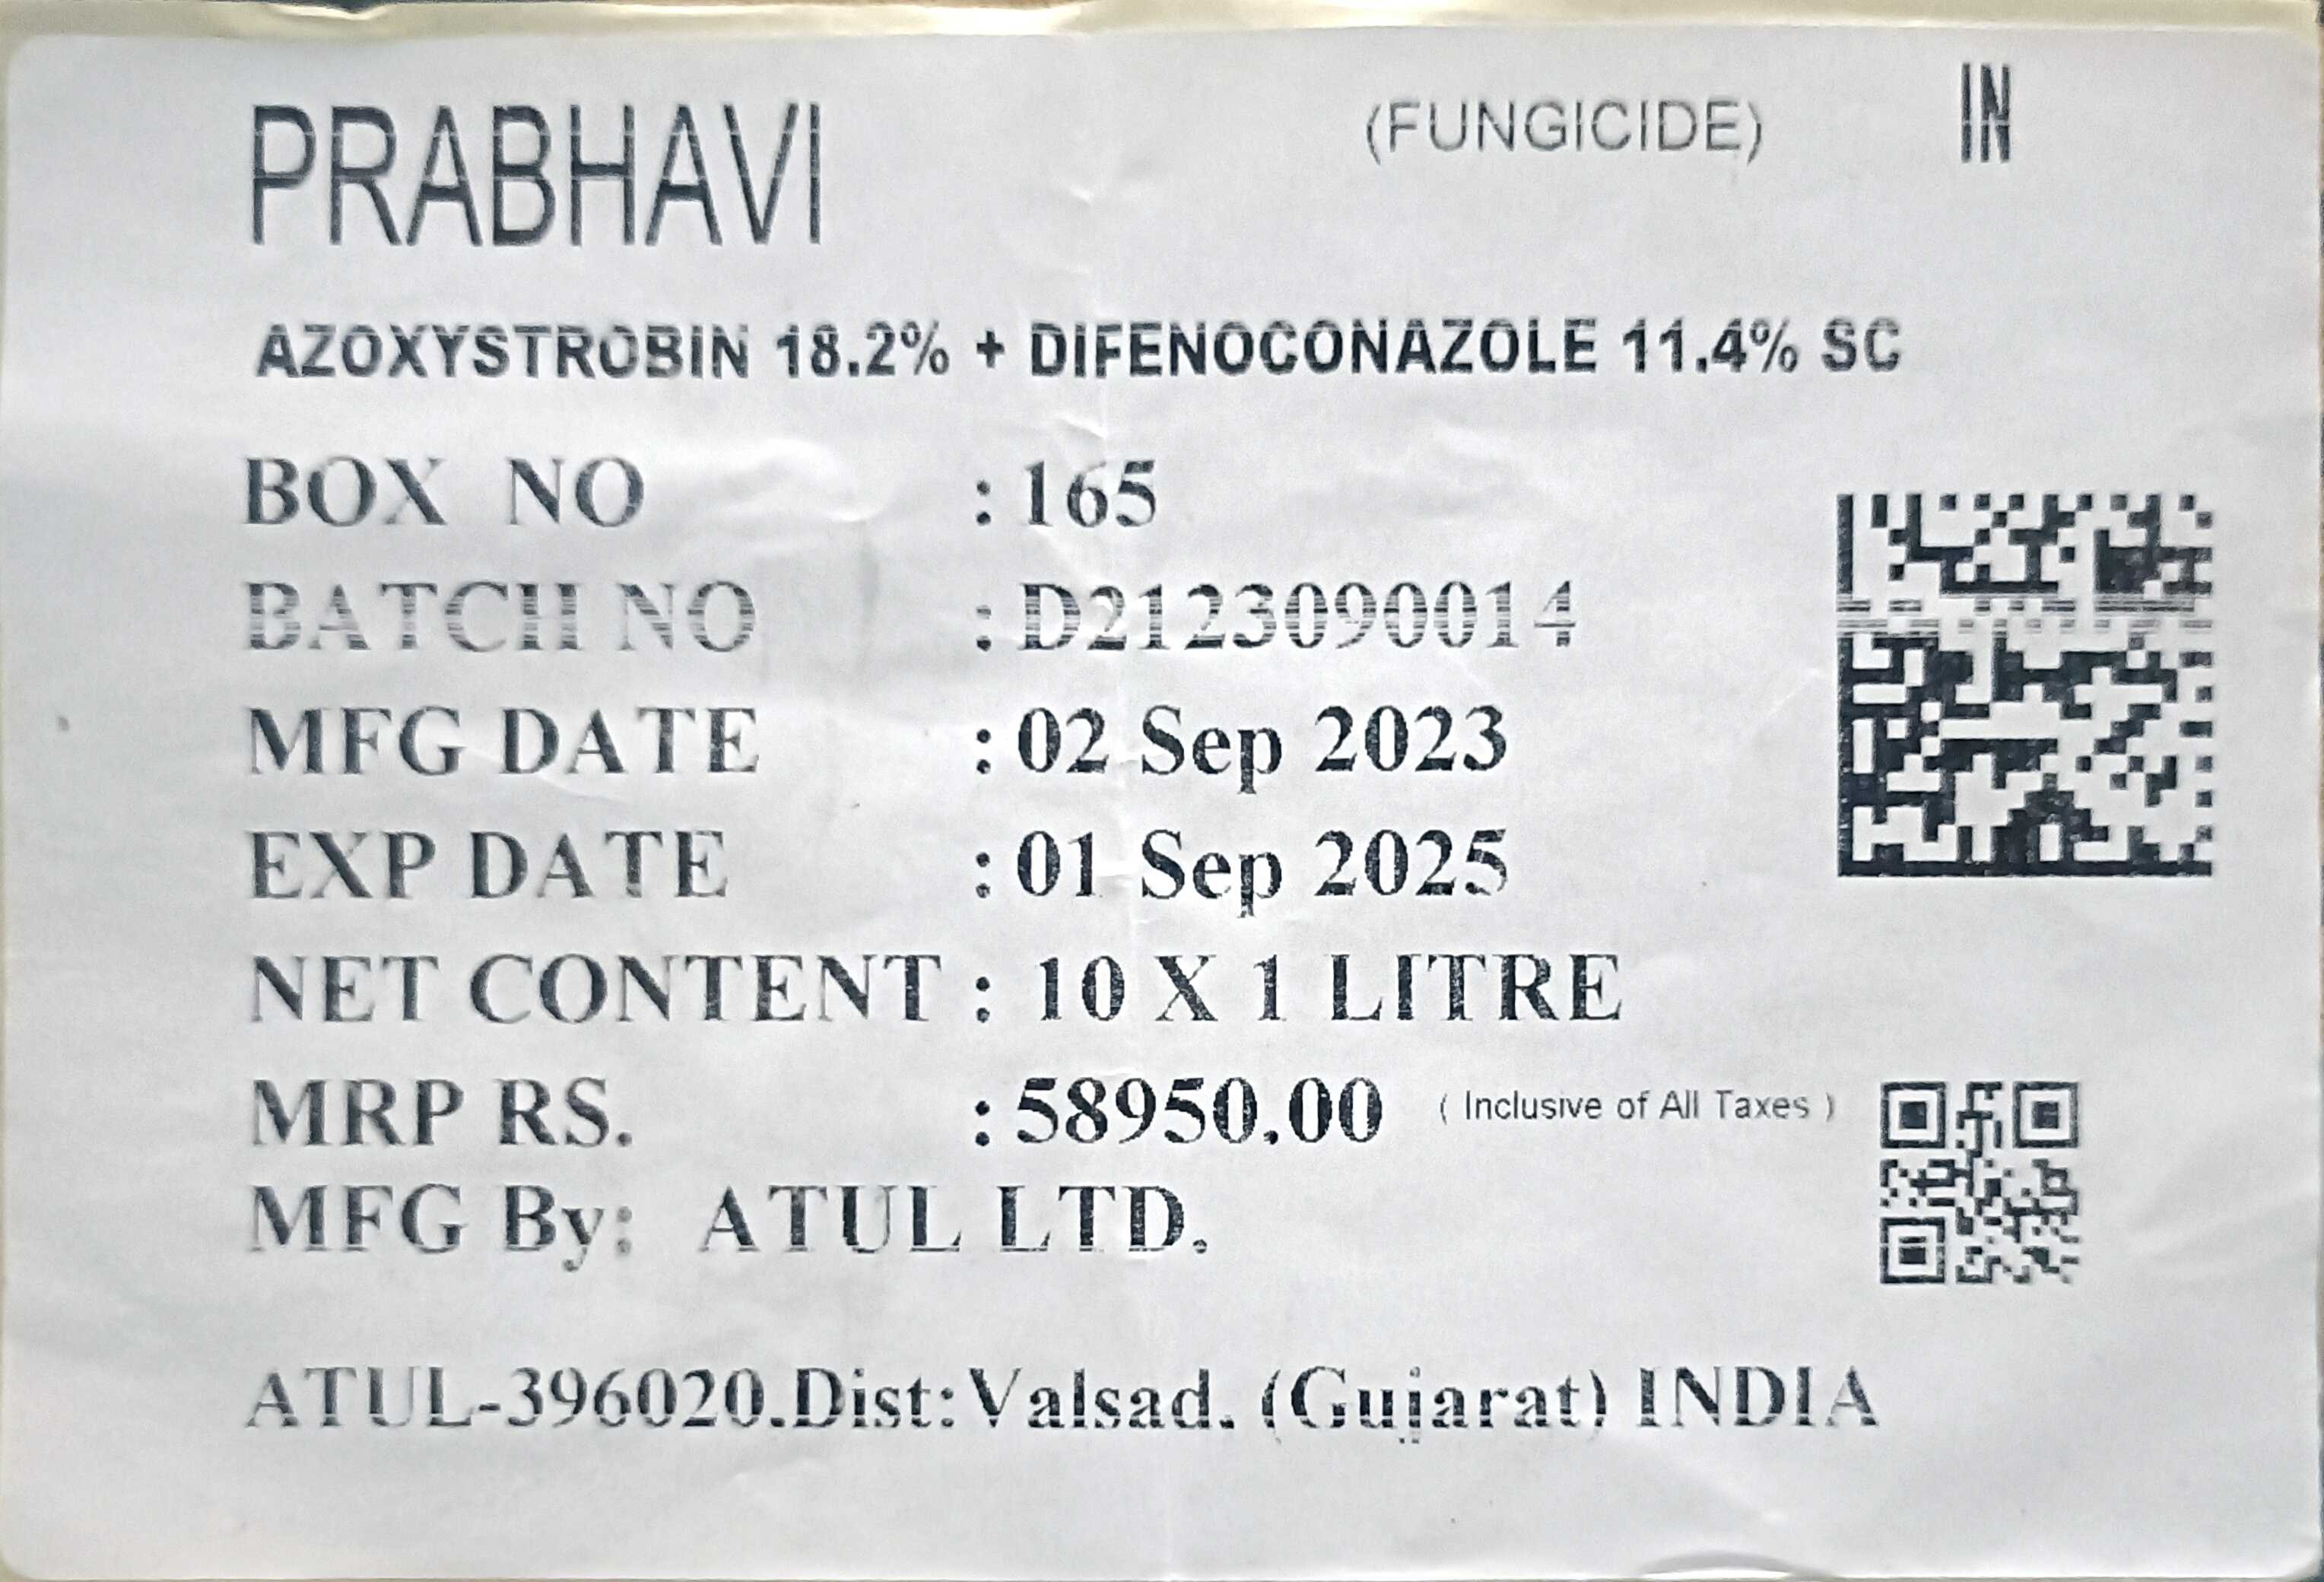 PRABHAVI (FUNGICIDE) IN
AZOXYSTROBIN 18.2% + DIFENOCONAZOLE 11.4% SC
BOX NO : 165
BATCH NO : D2123090014
MFG DATE : 02 Sep 2023
EXP DATE : 01 Sep 2025
NET CONTENT : 10 X 1 LITRE
MRP RS. : 58950.00 ( Inclusive of All Taxes )
MFG By: ATUL LTD.
ATUL-396020.Dist:Valsad. (Gujarat) INDIA